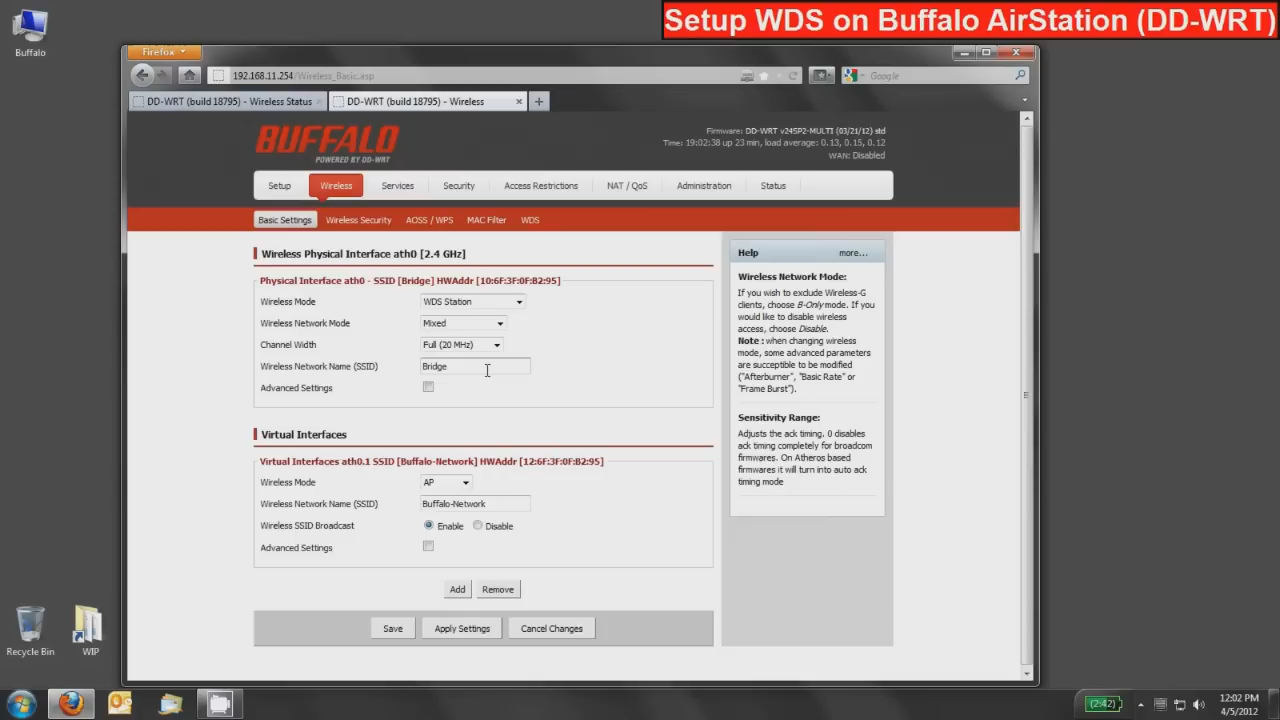 Setup WDS on Buffalo AirStation (DD-WRT)
Buffalo
Firefox
192.168.11.254/Wireless_Basic.asp
Google
DD-WRT (build 18795) - Wireless Status
DD-WRT (build 18795) - Wireless
BUFFALO
POWERED BY DD-WRT
Firmware: DD-WRT v24SP2-MULTI (03/21/12) std
Time: 19:02:38 up 23 min, load average: 0.13, 0.15, 0.12
WAN: Disabled
Setup Wireless Services Security Access Restrictions NAT / QoS Administration Status
Basic Settings Wireless Security AOSS / WPS MAC Filter WDS
Wireless Physical Interface ath0 [2.4 GHz]
Physical Interface ath0 - SSID [Bridge] HWAddr [10:6F:3F:0F:B2:95]
Wireless Mode WDS Station
Wireless Network Mode Mixed
Channel Width Full (20 MHz)
Wireless Network Name (SSID) Bridge
Advanced Settings
Virtual Interfaces
Virtual Interfaces ath0.1 SSID [Buffalo-Network] HWAddr [12:6F:3F:0F:B2:95]
Wireless Mode AP
Wireless Network Name (SSID) Buffalo-Network
Wireless SSID Broadcast Enable Disable
Advanced Settings
Add Remove
Save Apply Settings Cancel Changes
Help more...
Wireless Network Mode:
If you wish to exclude Wireless-G
clients, choose B-Only mode. If you
would like to disable wireless
access, choose Disable.
Note : when changing wireless
mode, some advanced parameters
are succeptible to be modified
("Afterburner", "Basic Rate" or
"Frame Burst").
Sensitivity Range:
Adjusts the ack timing. 0 disables
ack timing completely for broadcom
firmwares. On Atheros based
firmwares it will turn into auto ack
timing mode
Recycle Bin
WIP
(2:42)
12:02 PM
4/5/2012